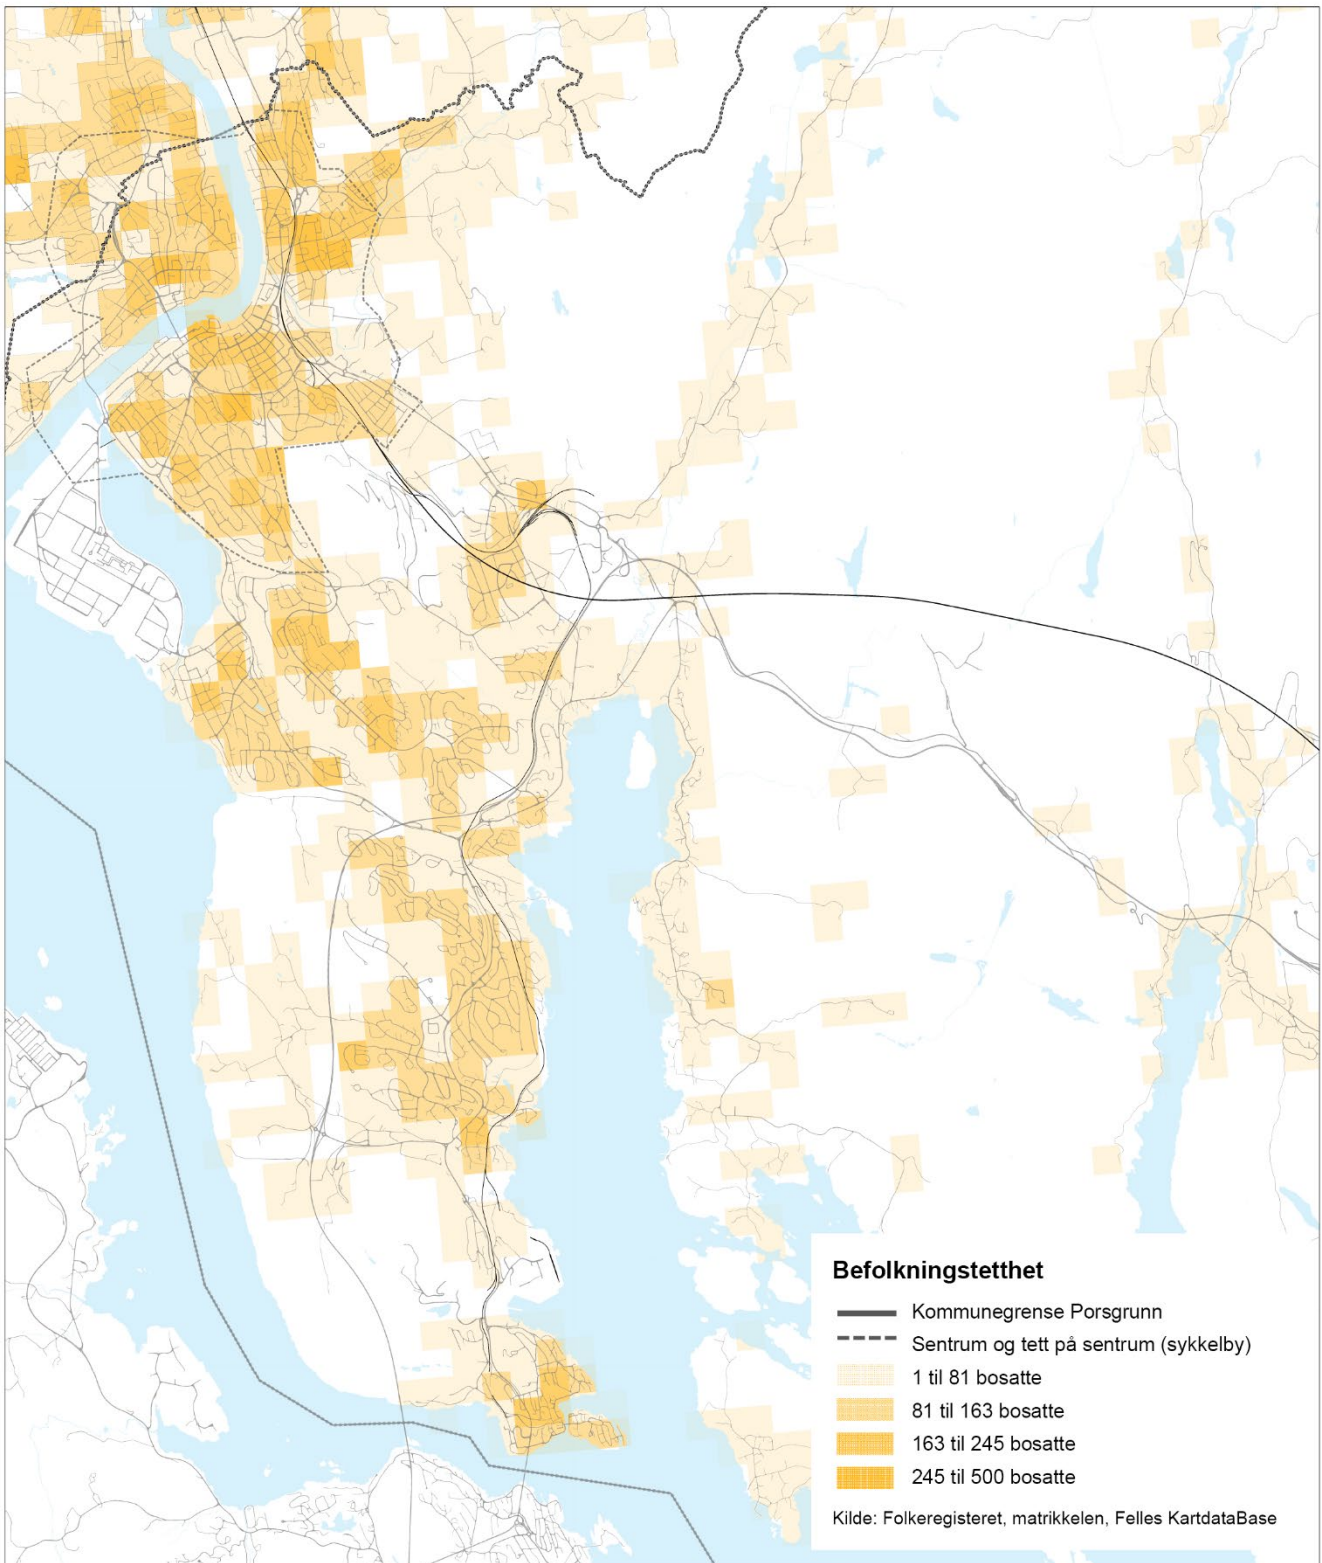 Befolkningstetthet
Kommunegrense Porsgrunn
Sentrum og tett på sentrum (sykkelby)
1 til 81 bosatte
81 til 163 bosatte
163 til 245 bosatte
245 til 500 bosatte
Kilde: Folkeregisteret, matrikkelen, Felles KartdataBase